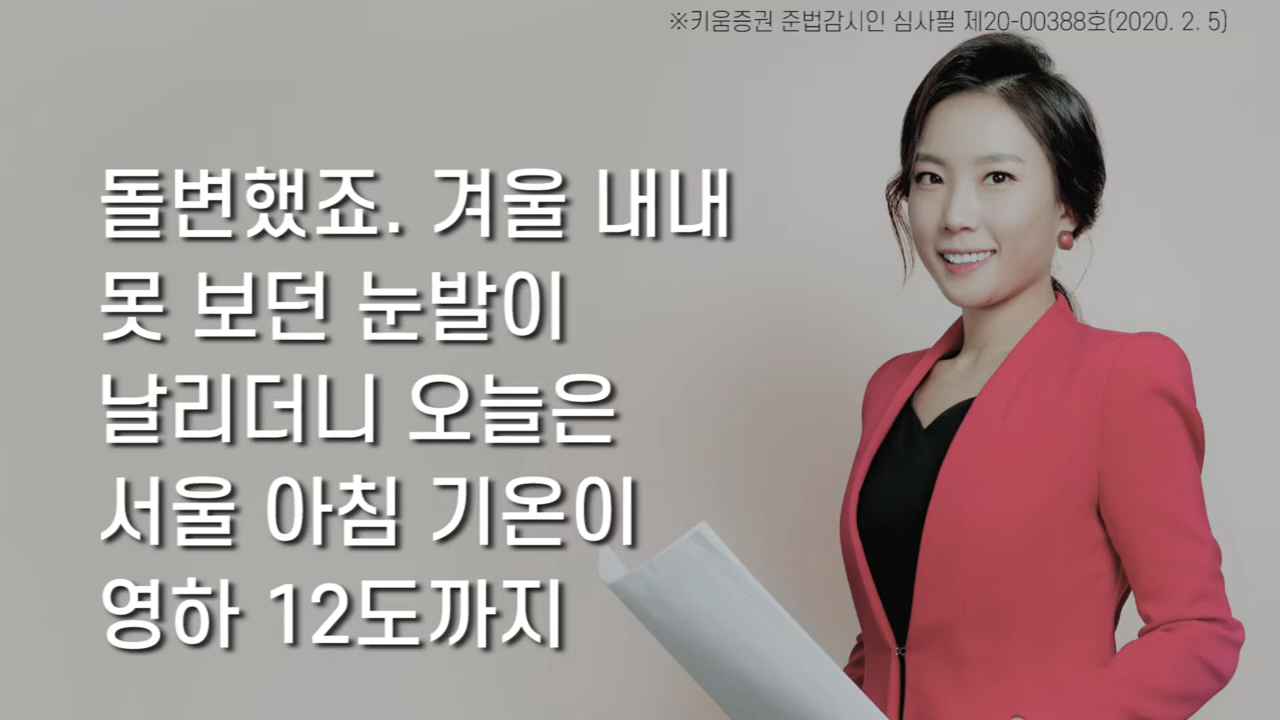 ※키움증권 준법감시인 심사필 제20-00388호(2020. 2. 5)
돌변했죠. 겨울 내내
못 보던 눈발이
날리더니 오늘은
서울 아침 기온이
영하 12도까지